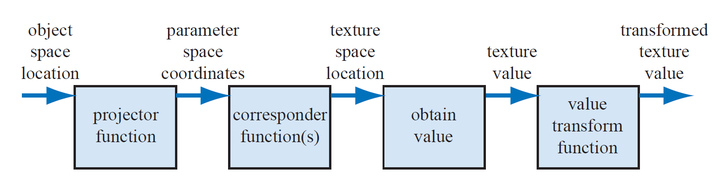 object
space
location
parameter
space
coordinates
texture
space
location
texture
value
transformed
texture
value
projector
function
corresponder
function(s)
obtain
value
value
transform
function